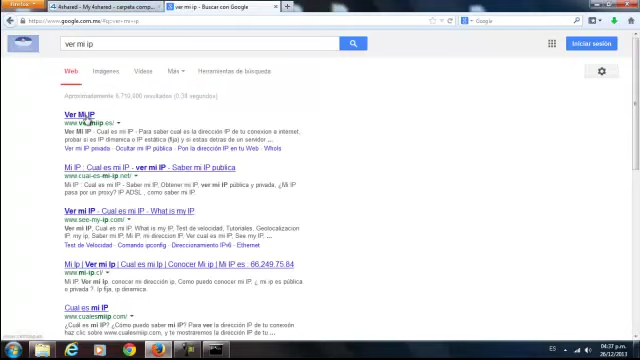 Firefox
4shared - My 4shared - carpeta comp...
ver mi ip - Buscar con Google
https://www.google.com.mx/#q=ver+mi+ip
Google
ver mi ip
Iniciar sesión
Web Imágenes Vídeos Más Herramientas de búsqueda
Aproximadamente 6,710,000 resultados (0,38 segundos)
Ver Mi IP
www.vermiip.es/
Ver Mi IP - Cual es mi IP - Para saber cual es la dirección IP de tu conexion a internet,
probar si es IP dinamica o IP estática (fija) y si estas detras de un servidor ...
Ver mi IP privada - Ocultar mi IP pública - Pon la dirección IP en tu Web - WhoIs
Mi IP : Cual es mi IP - ver mi IP - Saber mi IP publica
www.cual-es-mi-ip.net/
Mi IP : Cual es mi IP - Saber mi IP, Obtener mi IP, ver mi IP pública y privada, ¿Mi IP
pasa por un proxy? IP ADSL , como saber mi IP
Ver mi IP - Cual es mi IP - What is my IP
www.see-my-ip.com/
Ver mi IP - Cual es mi IP - What is my IP. Test de velocidad, Tutoriales, Geolocalizacion
IP. my ip, Saber mi IP, Mi direccion IP, Ver cual es mi IP, See my IP, ...
Test de Velocidad - Comando ipconfig - Direccionamiento IPv6 - Ethernet
Mi Ip | Ver mi Ip | Cual es mi Ip | Conocer Mi ip | Mi IP es : 66.249.75.84
www.mi-ip.cl/
Mi IP. Ver mi Ip, conocer mi dirección ip, Como puedo conocer mi IP, ¿ mi ip es publica
o privada? . Ip fija, ip dinamica.
Cual es mi IP
www.cualesmiip.com/
¿Cuál es mi IP? ¿Cómo puedo saber mi IP? Para ver la dirección IP de tu conexión
haz clic sobre www.cualesmiip.com y te mostraremos la dirección IP de tu ...
www.vermiip.es
ES
04:37 p.m.
26/12/2013